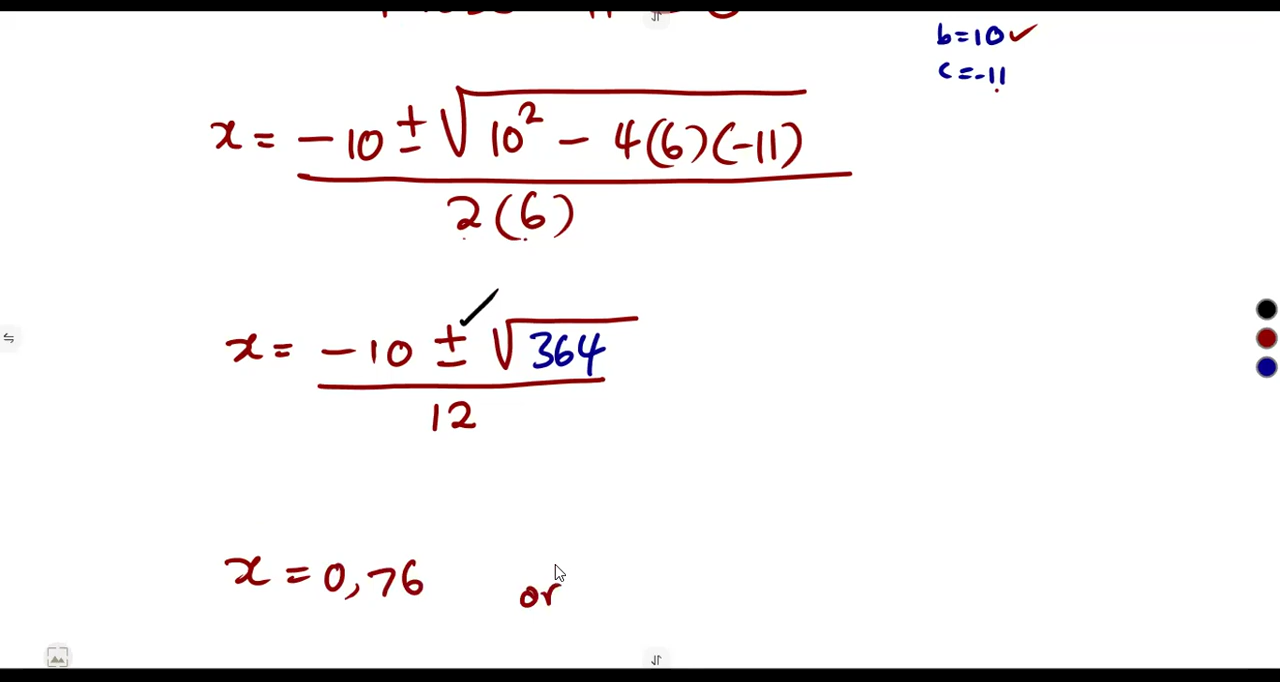 b=10 ✓
c=-11
x = -10 ± √(10² - 4(6)(-11))
2(6)
x = -10 ± √364
12
x = 0,76 or